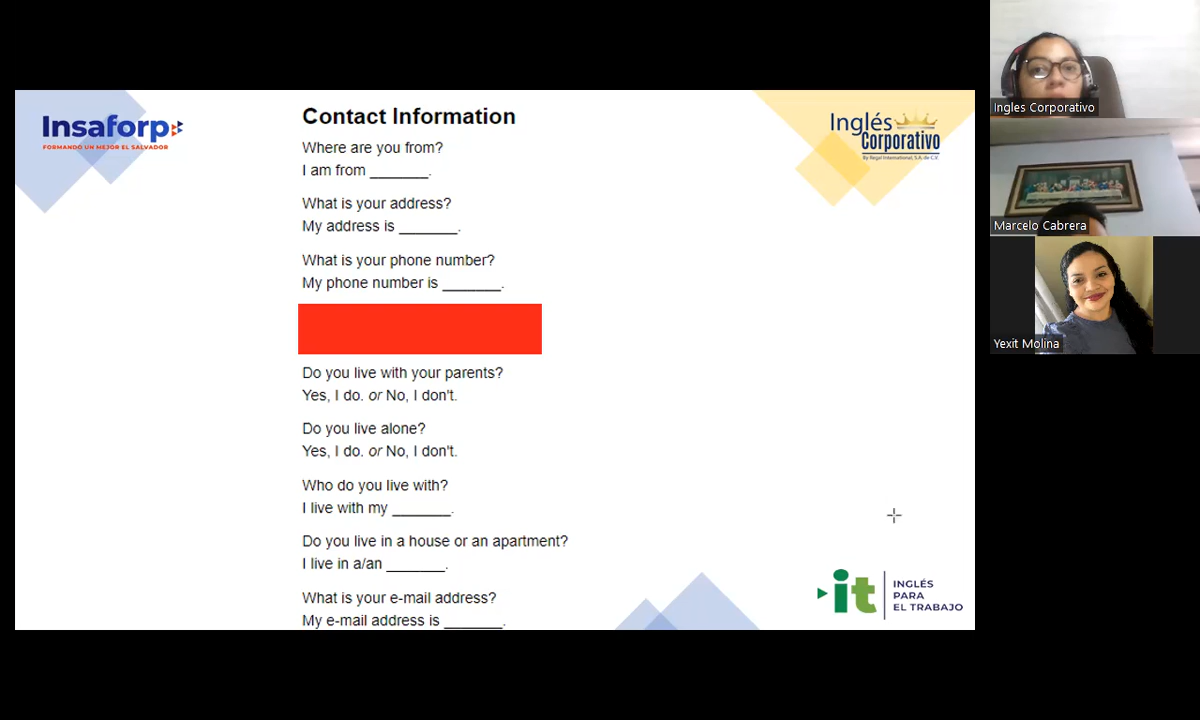 Insaforp
FORMANDO UN MEJOR EL SALVADOR
Contact Information
Where are you from?
I am from _______.
What is your address?
My address is _______.
What is your phone number?
My phone number is _______.
Do you live with your parents?
Yes, I do. or No, I don't.
Do you live alone?
Yes, I do. or No, I don't.
Who do you live with?
I live with my _______.
Do you live in a house or an apartment?
I live in a/an _______.
What is your e-mail address?
My e-mail address is _______.
Inglés
Corporativo
By Regal International, S.A. de C.V.
it
INGLÉS
PARA
EL TRABAJO
Ingles Corporativo
Marcelo Cabrera
Yexit Molina